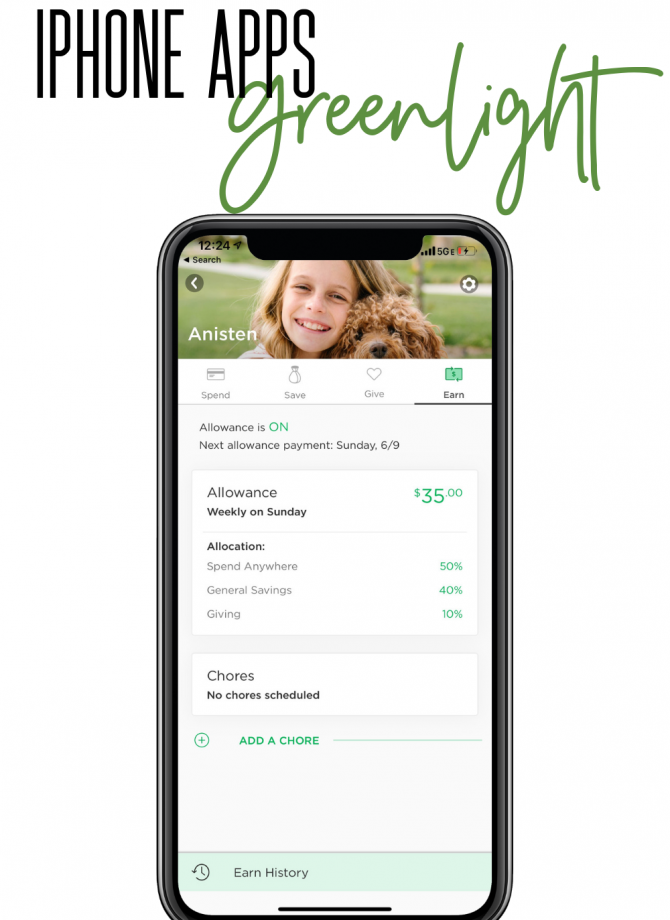 IPHONE APPS
greenlight
12:24
5GE
Search
Anisten
Spend
Save
Give
Earn
Allowance is ON
Next allowance payment: Sunday, 6/9
Allowance
$35.00
Weekly on Sunday
Allocation:
Spend Anywhere 50%
General Savings 40%
Giving 10%
Chores
No chores scheduled
ADD A CHORE
Earn History